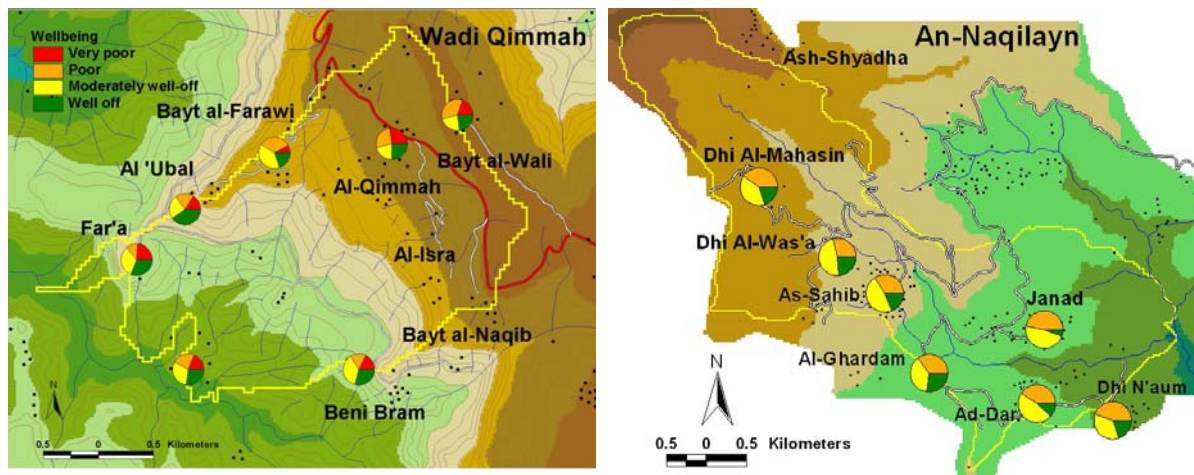 Wellbeing
Very poor
Poor
Moderately well-off
Well off
Wadi Qimmah
Bayt al-Farawi
Al 'Ubal
Bayt al-Wali
Al-Qimmah
Far'a
Al-Isra
Bayt al-Naqib
Beni Bram
N
0.5 0 0.5 Kilometers
An-Naqilayn
Ash-Shyadha
Dhi Al-Mahasin
Dhi Al-Was'a
As-Sahib
Janad
Al-Ghardam
Dhi N'aum
Ad-Dar.
N
0.5 0 0.5 Kilometers